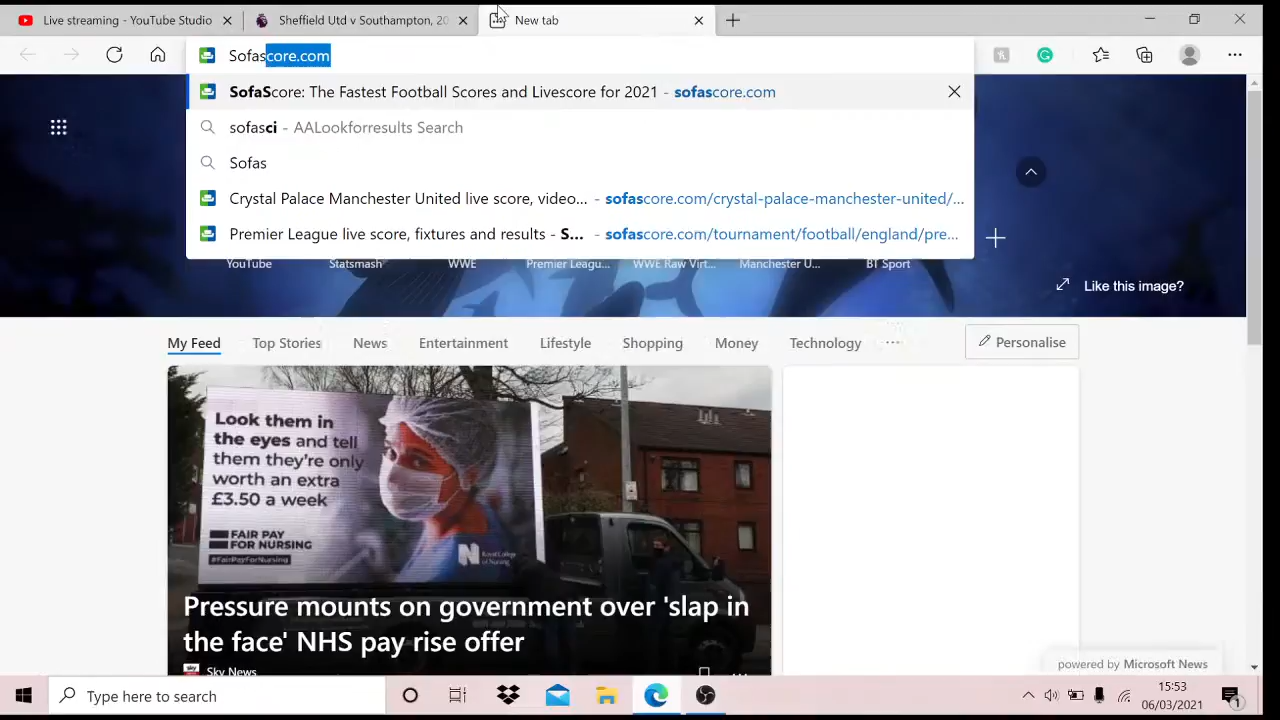 Live streaming - YouTube Studio
Sheffield Utd v Southampton, 20
New tab
Sofascore.com
SofaScore: The Fastest Football Scores and Livescore for 2021 - sofascore.com
sofasci - AALookforresults Search
Sofas
Crystal Palace Manchester United live score, video... - sofascore.com/crystal-palace-manchester-united/...
Premier League live score, fixtures and results - S... - sofascore.com/tournament/football/england/pre...
YouTube Statsmash WWE Premier Leagu... WWE Raw Virt... Manchester U... BT Sport
Like this image?
My Feed Top Stories News Entertainment Lifestyle Shopping Money Technology ... Personalise
Look them in
the eyes and tell
them they're only
worth an extra
£3.50 a week
FAIR PAY
FOR NURSING
#FairPayForNursing
Royal College
of Nursing
Pressure mounts on government over 'slap in
the face' NHS pay rise offer
Sky News
powered by Microsoft News
Type here to search
15:53
06/03/2021
1